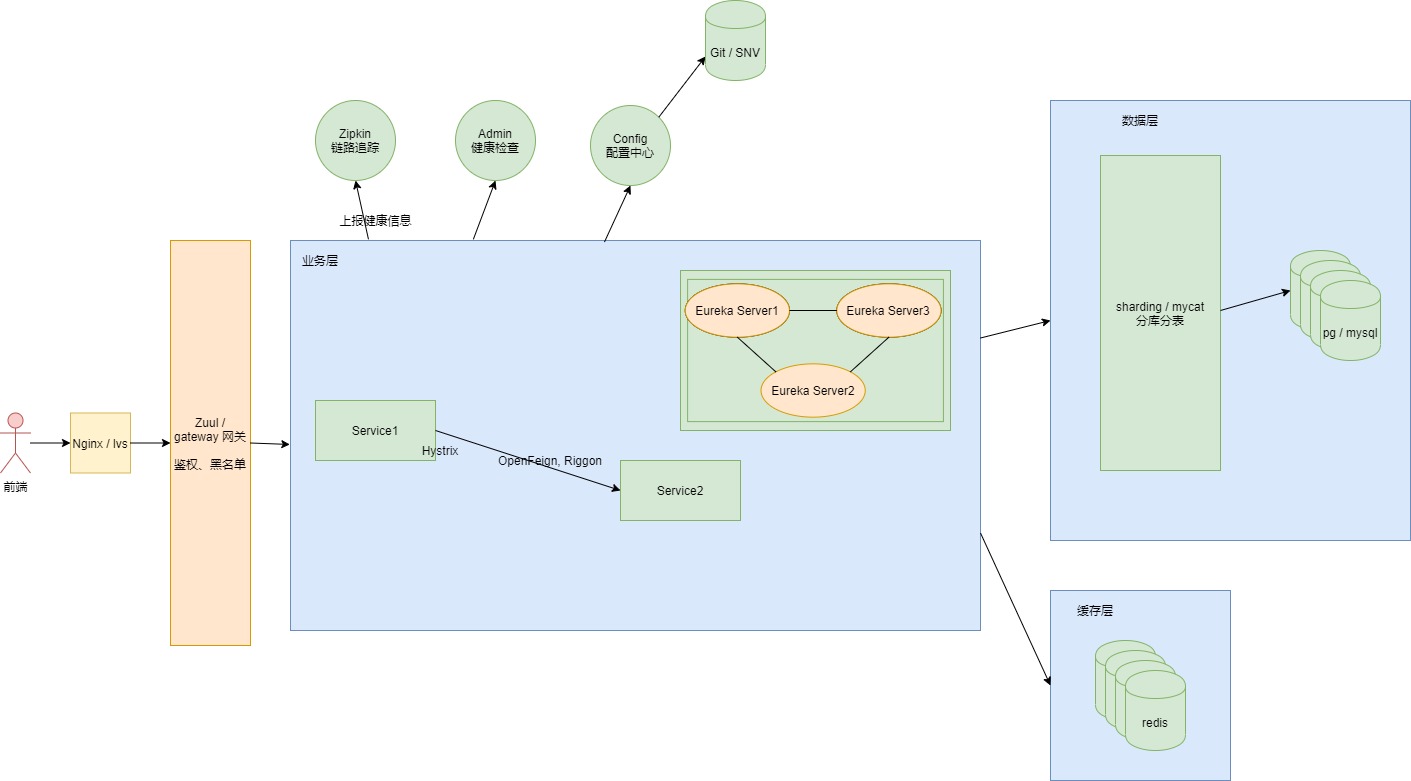 Git / SNV
Zipkin
链路追踪
Admin
健康检查
Config
配置中心
上报健康信息
前端
Nginx / lvs
Zuul /
gateway 网关
鉴权、黑名单
业务层
Eureka Server1
Eureka Server3
Eureka Server2
Service1
Hystrix
OpenFeign, Riggon
Service2
数据层
sharding / mycat
分库分表
pg / mysql
缓存层
redis